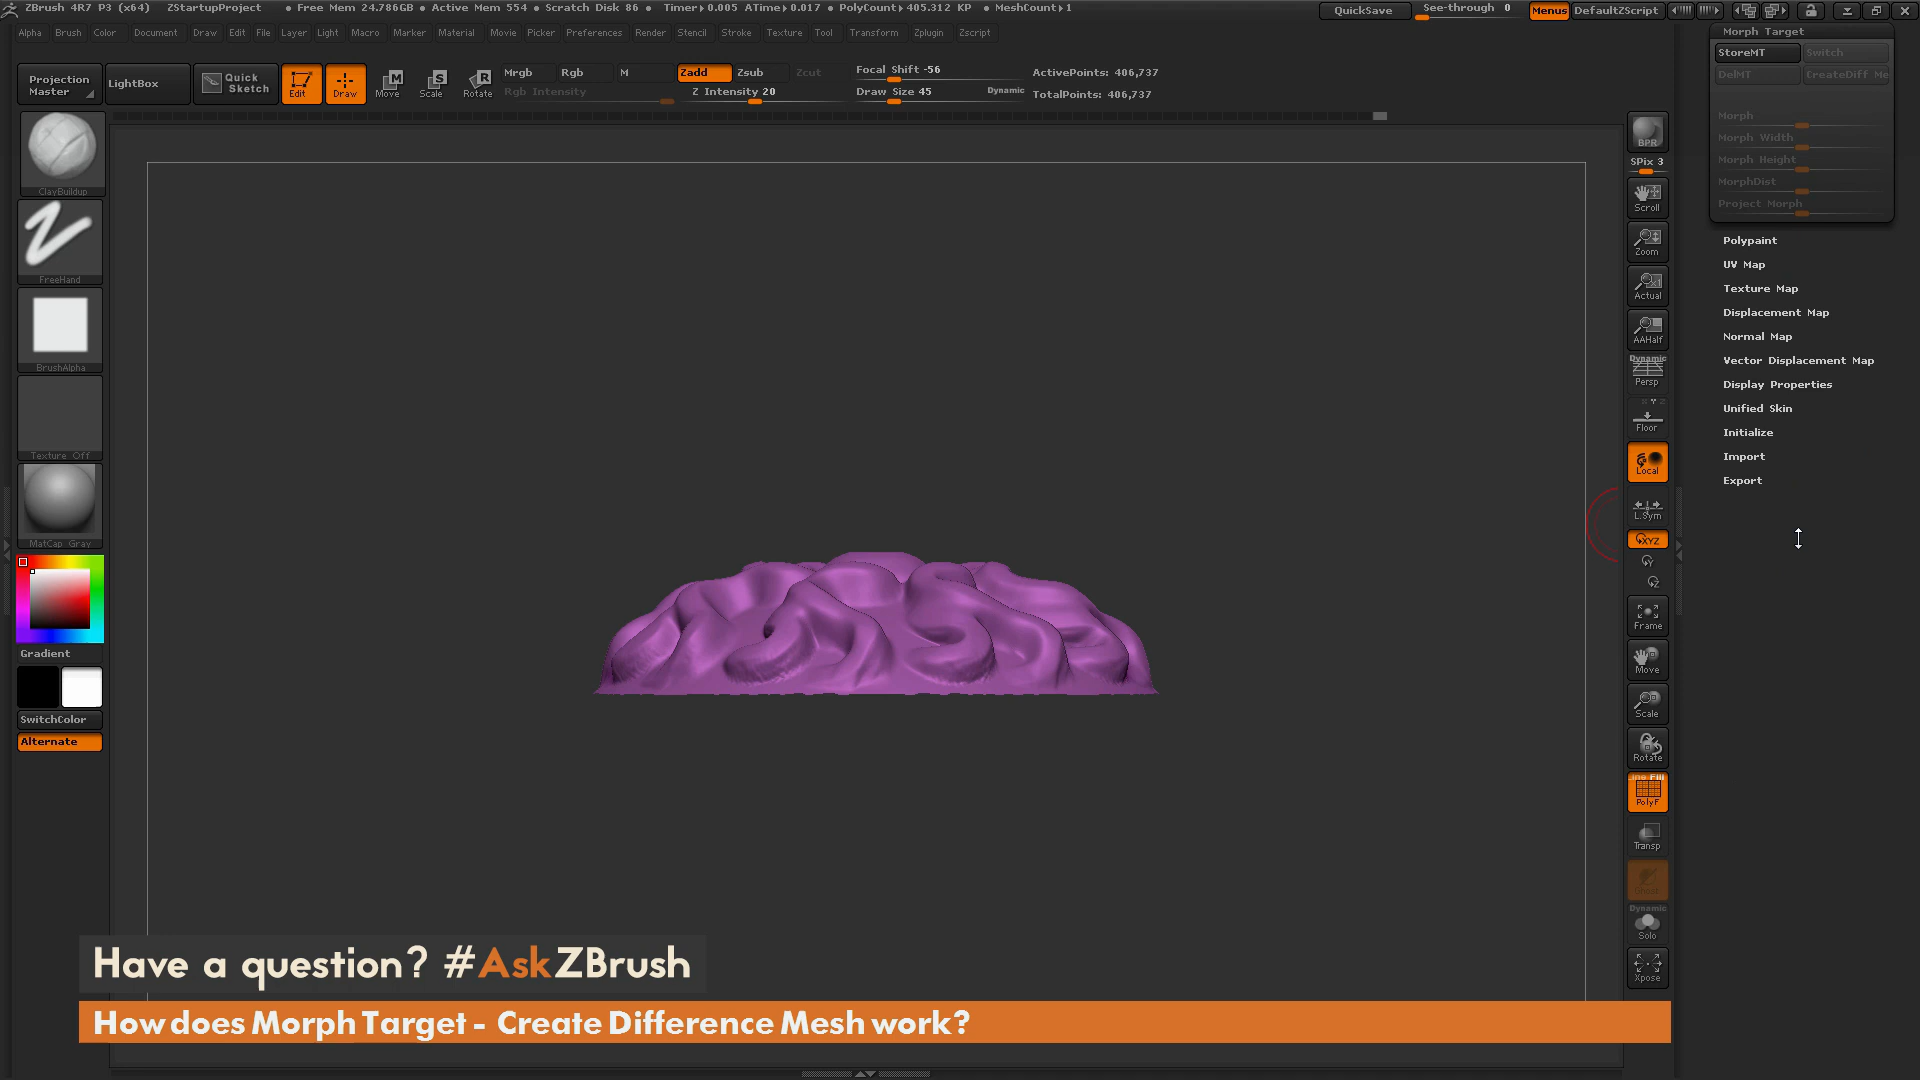 ZBrush 4R7 P3 (x64) ZStartupProject • Free Mem 24.786GB • Active Mem 554 • Scratch Disk 86 • Timer▸0.005 ATime▸0.017 • PolyCount▸405.312 KP • MeshCount▸1 QuickSave See-through 0 Menus DefaultZScript
Alpha Brush Color Document Draw Edit File Layer Light Macro Marker Material Movie Picker Preferences Render Stencil Stroke Texture Tool Transform Zplugin Zscript
Projection Master
LightBox
Quick Sketch
Edit
Draw
Move
Scale
Rotate
Mrgb Rgb M
Rgb Intensity
Zadd Zsub Zcut
Z Intensity 20
Focal Shift -56
Draw Size 45
Dynamic
ActivePoints: 406,737
TotalPoints: 406,737
ClayBuildup
FreeHand
BrushAlpha
Texture Off
MatCap Gray
Gradient
SwitchColor
Alternate
BPR
SPix 3
Scroll
Zoom
Actual
AAHalf
Dynamic
Persp
Floor
Local
L.Sym
XYZ
Y
Z
Frame
Move
Scale
Rotate
Line Fill
PolyF
Transp
Ghost
Dynamic
Solo
Xpose
Morph Target
StoreMT Switch
DelMT CreateDiff Me
Morph
Morph Width
Morph Height
MorphDist
Project Morph
Polypaint
UV Map
Texture Map
Displacement Map
Normal Map
Vector Displacement Map
Display Properties
Unified Skin
Initialize
Import
Export
Have a question? #AskZBrush
How does Morph Target - Create Difference Mesh work?